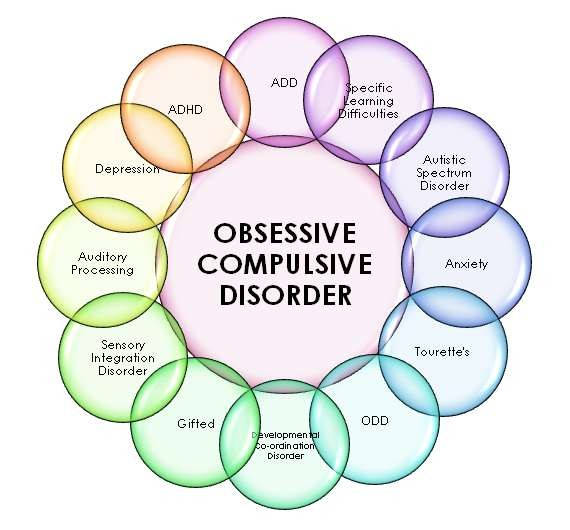 OBSESSIVE
COMPULSIVE
DISORDER
ADD
Specific
Learning
Difficulties
Autistic
Spectrum
Disorder
Anxiety
Tourette's
ODD
Developmental
Co-ordination
Disorder
Gifted
Sensory
Integration
Disorder
Auditory
Processing
Depression
ADHD